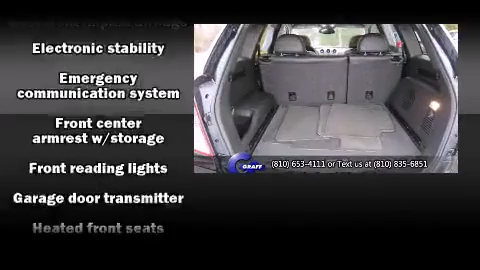 Electronic stability
Emergency
communication system
Front center
armrest w/storage
Front reading lights
Garage door transmitter
Heated front seats
GRAFF
(810) 653-4111 or Text us at (810) 835-6851